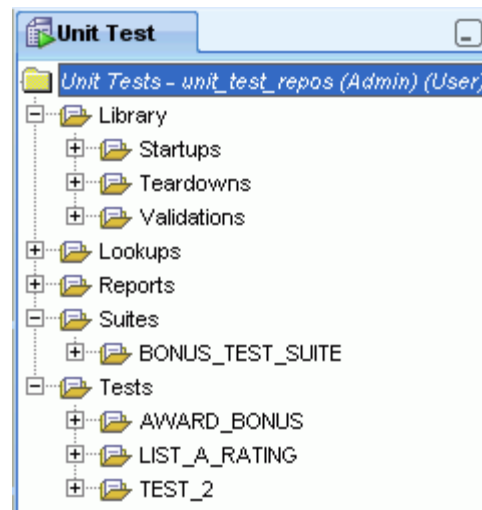 Unit Test
Unit Tests - unit_test_repos (Admin) (User)
Library
Startups
Teardowns
Validations
Lookups
Reports
Suites
BONUS_TEST_SUITE
Tests
AWARD_BONUS
LIST_A_RATING
TEST_2